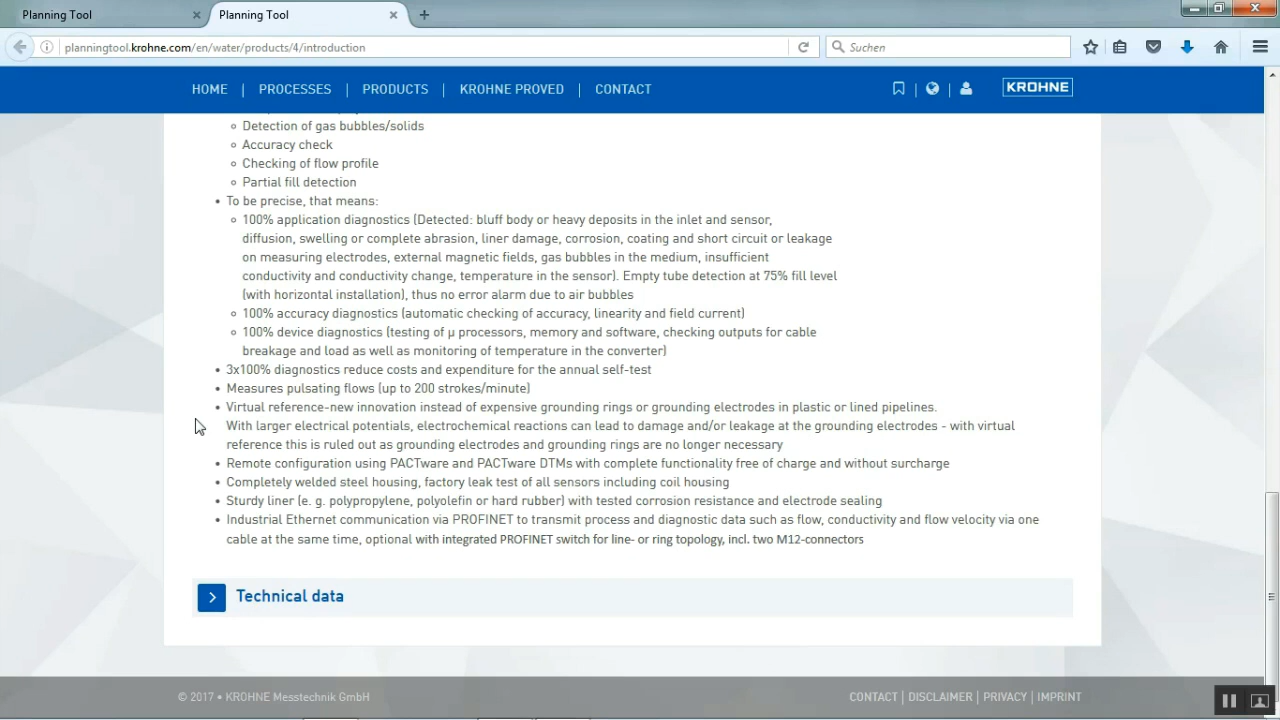 Planning Tool
Planning Tool
planningtool.krohne.com/en/water/products/4/introduction
Suchen
HOME | PROCESSES | PRODUCTS | KROHNE PROVED | CONTACT
KROHNE
Detection of gas bubbles/solids
Accuracy check
Checking of flow profile
Partial fill detection
To be precise, that means:
100% application diagnostics (Detected: bluff body or heavy deposits in the inlet and sensor,
diffusion, swelling or complete abrasion, liner damage, corrosion, coating and short circuit or leakage
on measuring electrodes, external magnetic fields, gas bubbles in the medium, insufficient
conductivity and conductivity change, temperature in the sensor). Empty tube detection at 75% fill level
(with horizontal installation), thus no error alarm due to air bubbles
100% accuracy diagnostics (automatic checking of accuracy, linearity and field current)
100% device diagnostics (testing of µ processors, memory and software, checking outputs for cable
breakage and load as well as monitoring of temperature in the converter)
3x100% diagnostics reduce costs and expenditure for the annual self-test
Measures pulsating flows (up to 200 strokes/minute)
Virtual reference-new innovation instead of expensive grounding rings or grounding electrodes in plastic or lined pipelines.
With larger electrical potentials, electrochemical reactions can lead to damage and/or leakage at the grounding electrodes - with virtual
reference this is ruled out as grounding electrodes and grounding rings are no longer necessary
Remote configuration using PACTware and PACTware DTMs with complete functionality free of charge and without surcharge
Completely welded steel housing, factory leak test of all sensors including coil housing
Sturdy liner (e. g. polypropylene, polyolefin or hard rubber) with tested corrosion resistance and electrode sealing
Industrial Ethernet communication via PROFINET to transmit process and diagnostic data such as flow, conductivity and flow velocity via one
cable at the same time, optional with integrated PROFINET switch for line- or ring topology, incl. two M12-connectors
Technical data
© 2017 • KROHNE Messtechnik GmbH
CONTACT | DISCLAIMER | PRIVACY | IMPRINT